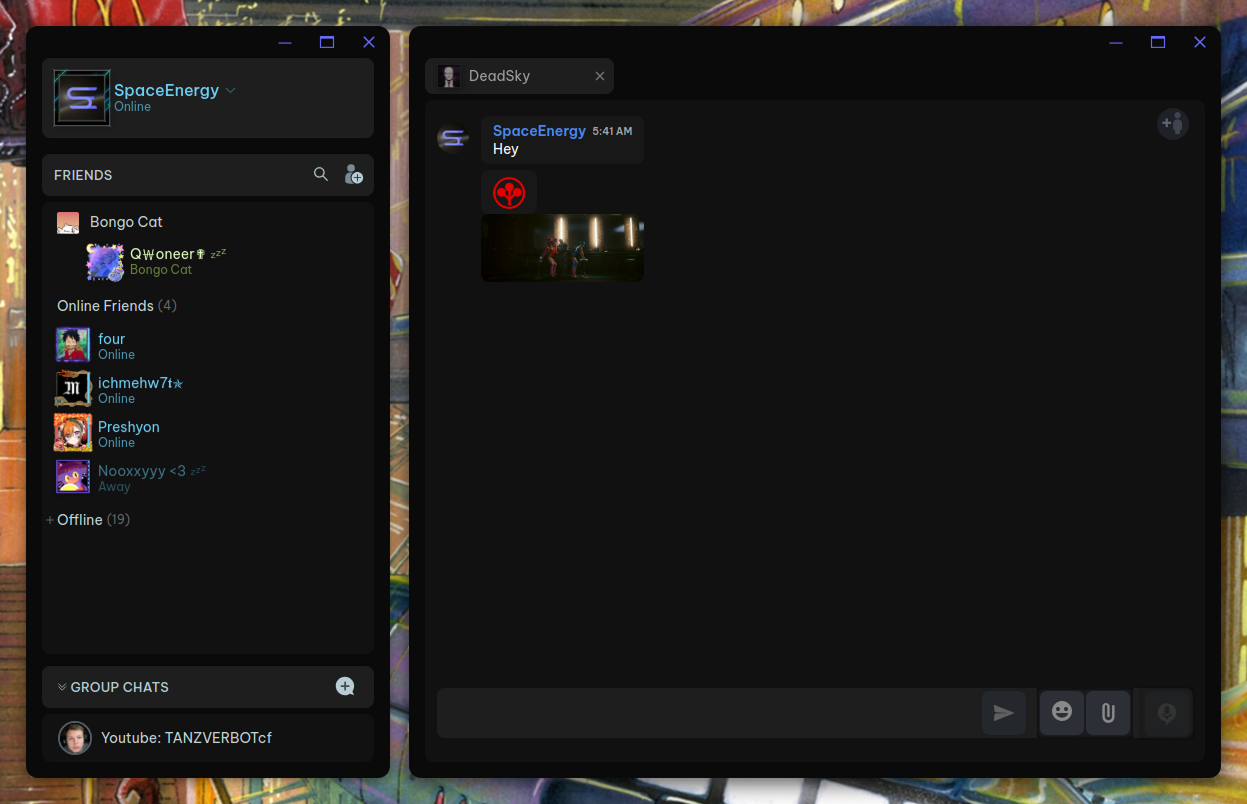 SpaceEnergy
Online
FRIENDS
Bongo Cat
Q₩oneer✟ zzZ
Bongo Cat
Online Friends (4)
four
Online
ichmehw7𝖙✯
Online
Preshyon
Online
Nooxxyyy <3 zzZ
Away
+ Offline (19)
GROUP CHATS
Youtube: TANZVERBOTcf
DeadSky
SpaceEnergy 5:41 AM
Hey